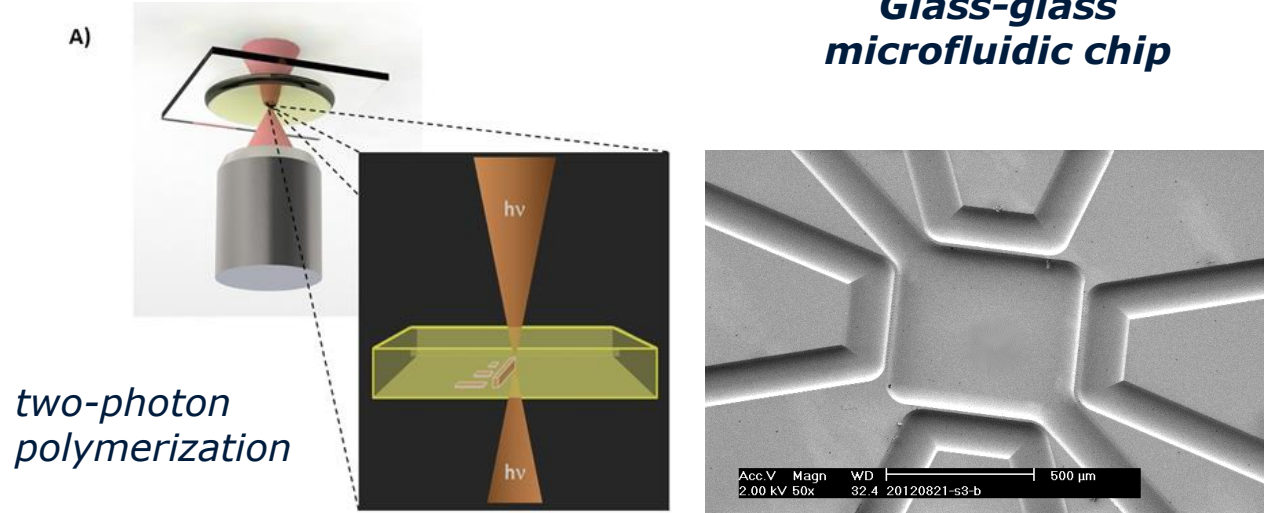 A)
Glass-glass
microfluidic chip
hν
hν
two-photon
polymerization
Acc.V Magn WD 500 µm
2.00 kV 50x 32.4 20120821-s3-b